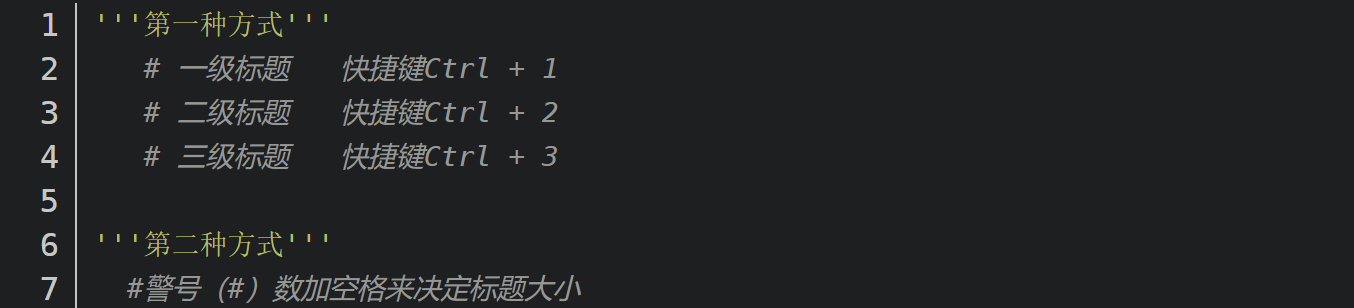 1 '''第一种方式'''
2 # 一级标题 快捷键Ctrl + 1
3 # 二级标题 快捷键Ctrl + 2
4 # 三级标题 快捷键Ctrl + 3
5
6 '''第二种方式'''
7 #警号（#）数加空格来决定标题大小